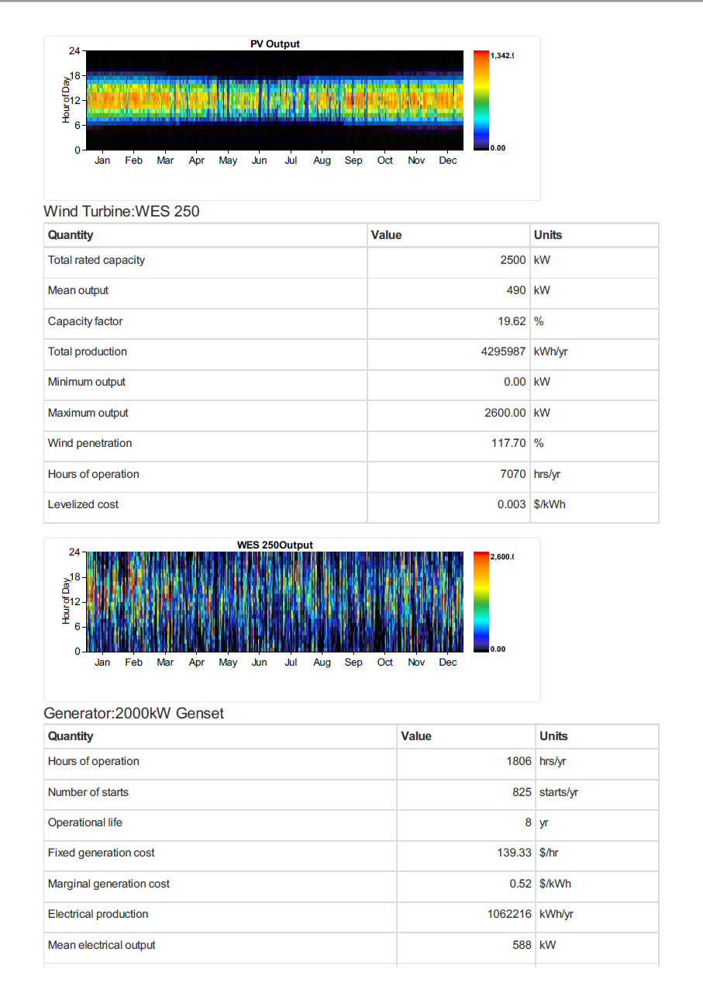 PV Output
24
18
12
6
0
Hour of Day
Jan Feb Mar Apr May Jun Jul Aug Sep Oct Nov Dec
1,342.9
0.00
Wind Turbine:WES 250
Quantity Value Units
Total rated capacity 2500 kW
Mean output 490 kW
Capacity factor 19.62 %
Total production 4295987 kWh/yr
Minimum output 0.00 kW
Maximum output 2600.00 kW
Wind penetration 117.70 %
Hours of operation 7070 hrs/yr
Levelized cost 0.003 $/kWh
WES 250Output
24
18
12
6
0
Hour of Day
Jan Feb Mar Apr May Jun Jul Aug Sep Oct Nov Dec
2,600.0
0.00
Generator:2000kW Genset
Quantity Value Units
Hours of operation 1806 hrs/yr
Number of starts 825 starts/yr
Operational life 8 yr
Fixed generation cost 139.33 $/hr
Marginal generation cost 0.52 $/kWh
Electrical production 1062216 kWh/yr
Mean electrical output 588 kW